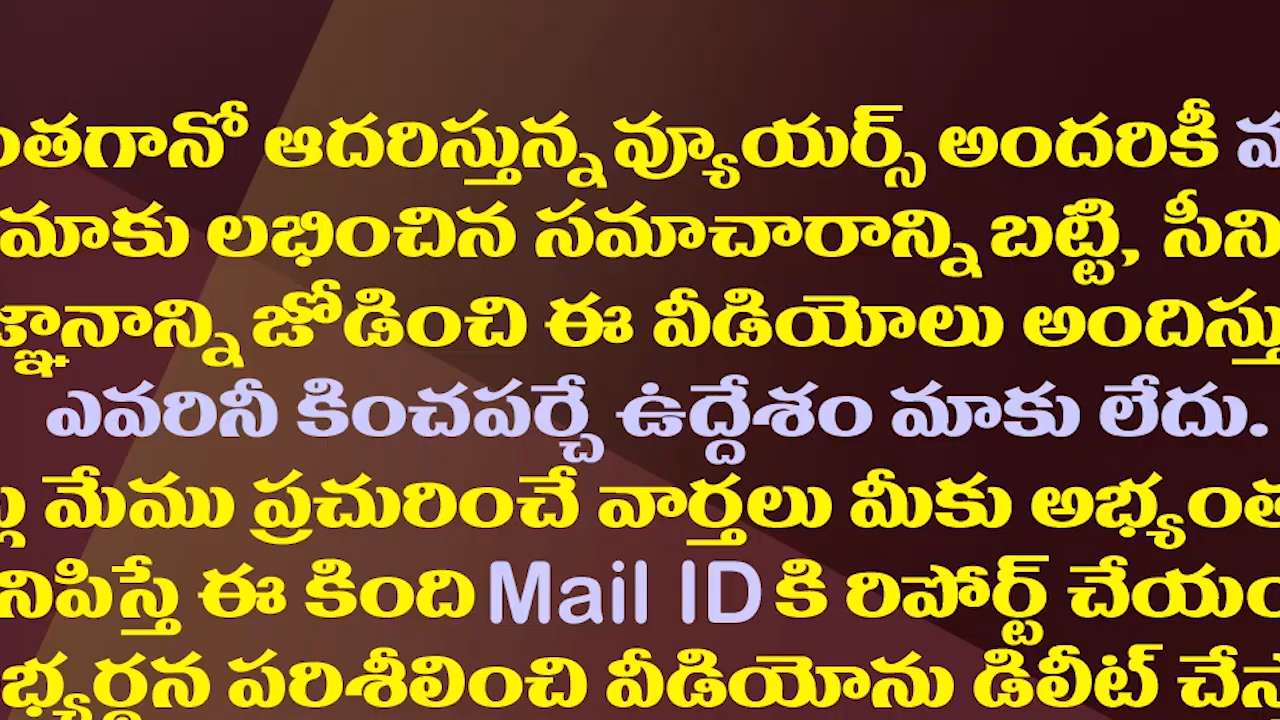 ఆదరిస్తున్న వ్యూయర్స్ అందరికీ
మాకు లభించిన సమాచారాన్ని బట్టి, సీని
జోడించి ఈ వీడియోలు
ఎవరినీ కించపర్చే ఉద్దేశం మాకు లేదు.
మేము ప్రచురించే వార్తలు మీకు
ఈ కింది Mail ID కి రిపోర్ట్
పరిశీలించి వీడియోను డిలీట్